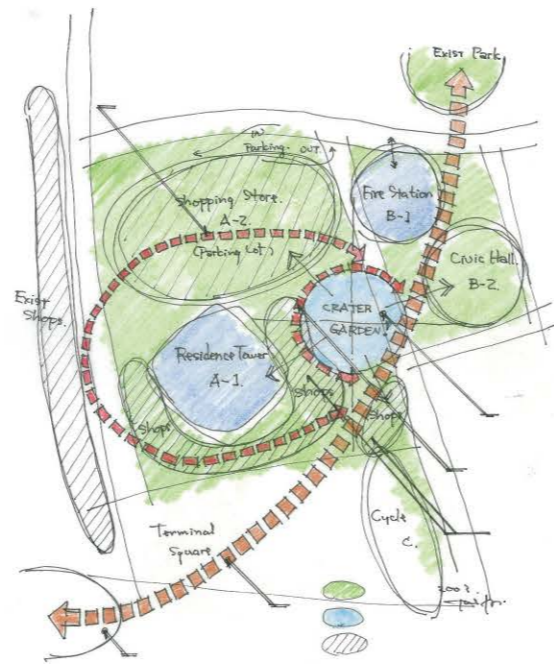 Exist Park
IN
Parking.
OUT
Shopping Store.
A-2
(Parking Lot)
Fire Station
B-1
Civic Hall
B-2
CRATER
GARDEN
Exist
Shops.
Residence Tower
A-1.
shops
shops
shops
Cycle
C.
Terminal
Square